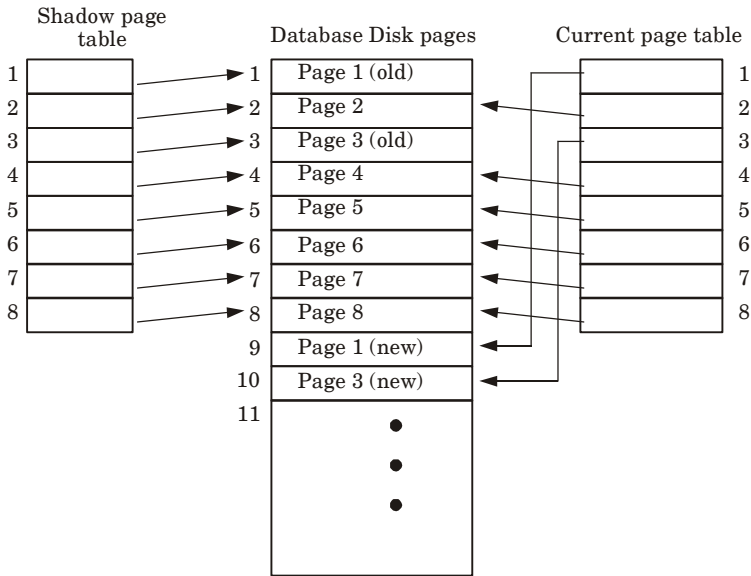 Shadow page
table
Database Disk pages
Current page table
1 1 Page 1 (old) 1
2 2 Page 2 2
3 3 Page 3 (old) 3
4 4 Page 4 4
5 5 Page 5 5
6 6 Page 6 6
7 7 Page 7 7
8 8 Page 8 8
9 Page 1 (new)
10 Page 3 (new)
11